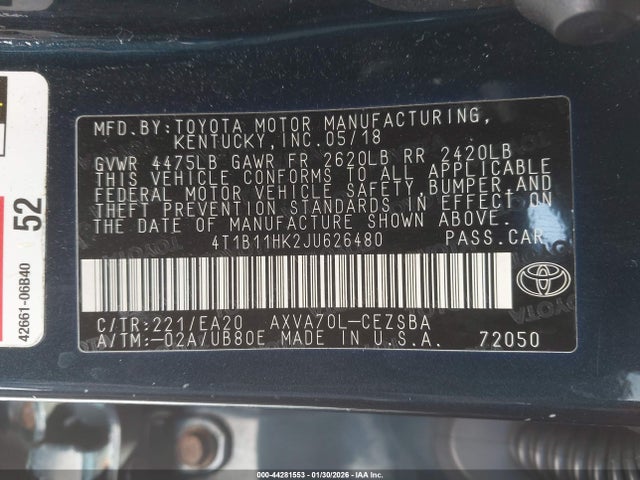 MFD. BY: TOYOTA MOTOR MANUFACTURING,
KENTUCKY, INC. 05/18
GVWR 4475LB GAWR FR 2620LB RR 2420LB
THIS VEHICLE CONFORMS TO ALL APPLICABLE
FEDERAL MOTOR VEHICLE SAFETY, BUMPER, AND
THEFT PREVENTION STANDARDS IN EFFECT ON
THE DATE OF MANUFACTURE SHOWN ABOVE.
4T1B11HK2JU626480 PASS. CAR
C/TR: 221/EA20 AXVA70L-CEZSBA
A/TM: -02A/UB80E MADE IN U.S.A. 72050
TOYOTA
52
42661-06B40
000-44281553 | 01/30/2026 - IAA Inc.